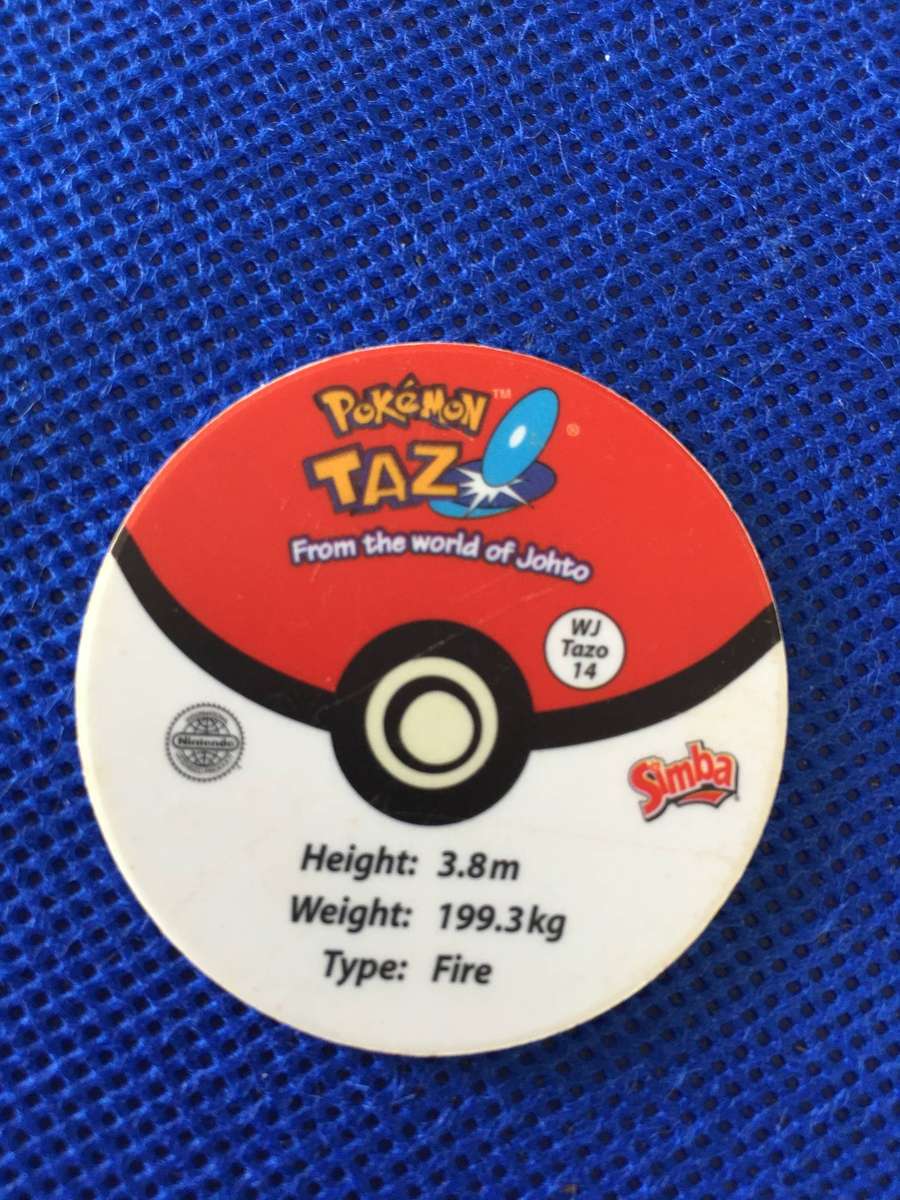 POKéMON™
TAZO®
From the world of Johto
WJ
Tazo
14
Nintendo
Simba
Height: 3.8m
Weight: 199.3kg
Type: Fire